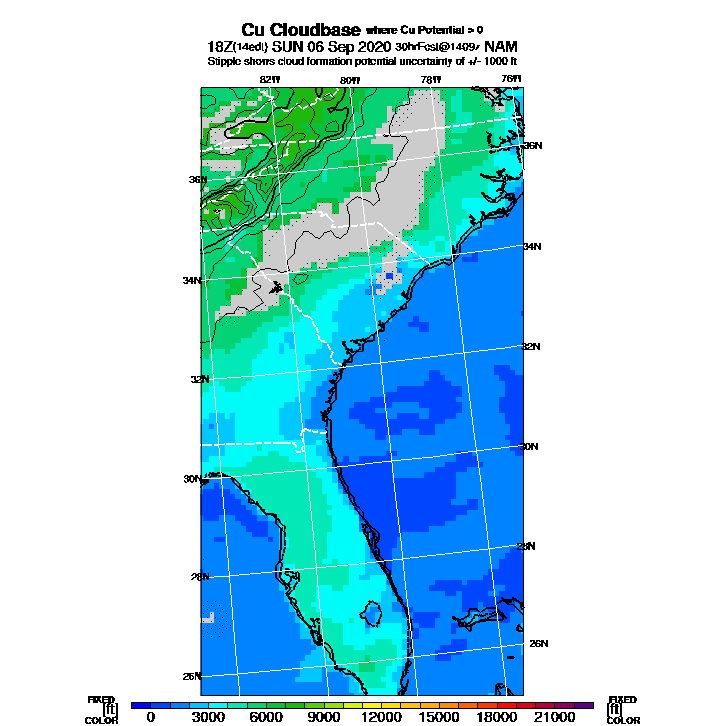 Cu Cloudbase where Cu Potential > 0
18Z (14edt) SUN 06 Sep 2020 30hrFcst@1409z NAM
Stipple shows cloud formation potential uncertainty of +/- 1000 ft
82W 80W 78W 76W
36N 36N
34N 34N
32N 32N
30N 30N
28N 28N
26N 26N
FIXED [ft] COLOR
0 3000 6000 9000 12000 15000 18000 21000
FIXED [ft] COLOR